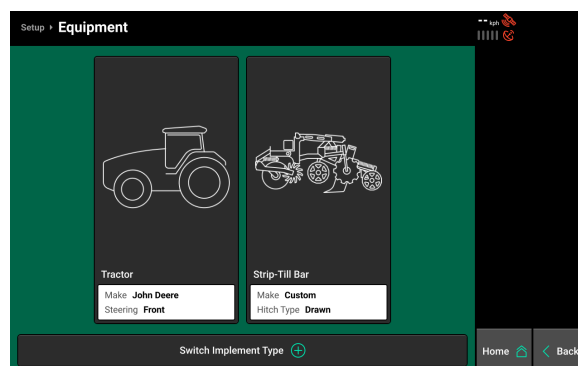 Setup › Equipment
-- kph
Tractor
Make John Deere
Steering Front
Strip-Till Bar
Make Custom
Hitch Type Drawn
Switch Implement Type
Home
Back